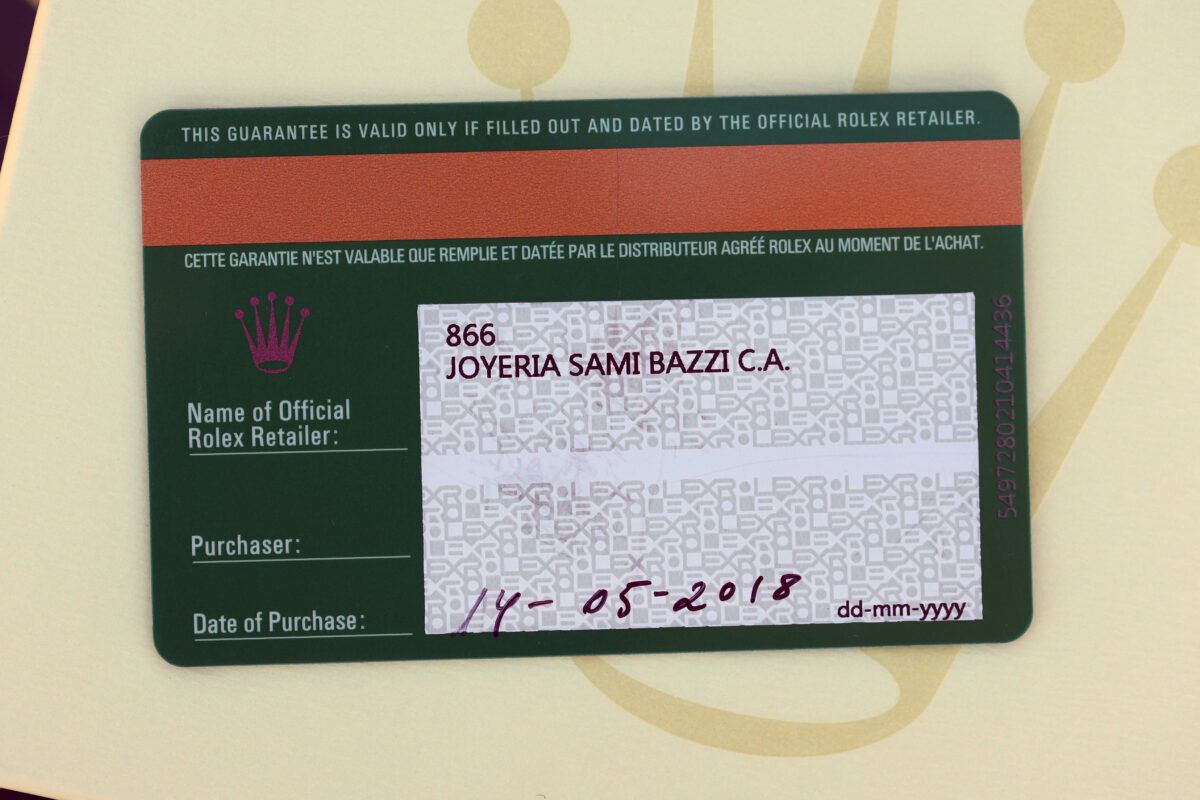 THIS GUARANTEE IS VALID ONLY IF FILLED OUT AND DATED BY THE OFFICIAL ROLEX RETAILER.
CETTE GARANTIE N'EST VALABLE QUE REMPLIE ET DATÉE PAR LE DISTRIBUTEUR AGRÉÉ ROLEX AU MOMENT DE L'ACHAT.
866
JOYERIA SAMI BAZZI C.A.
Name of Official
Rolex Retailer:
Purchaser:
Date of Purchase:
14-05-2018
dd-mm-yyyy
5497280210414436